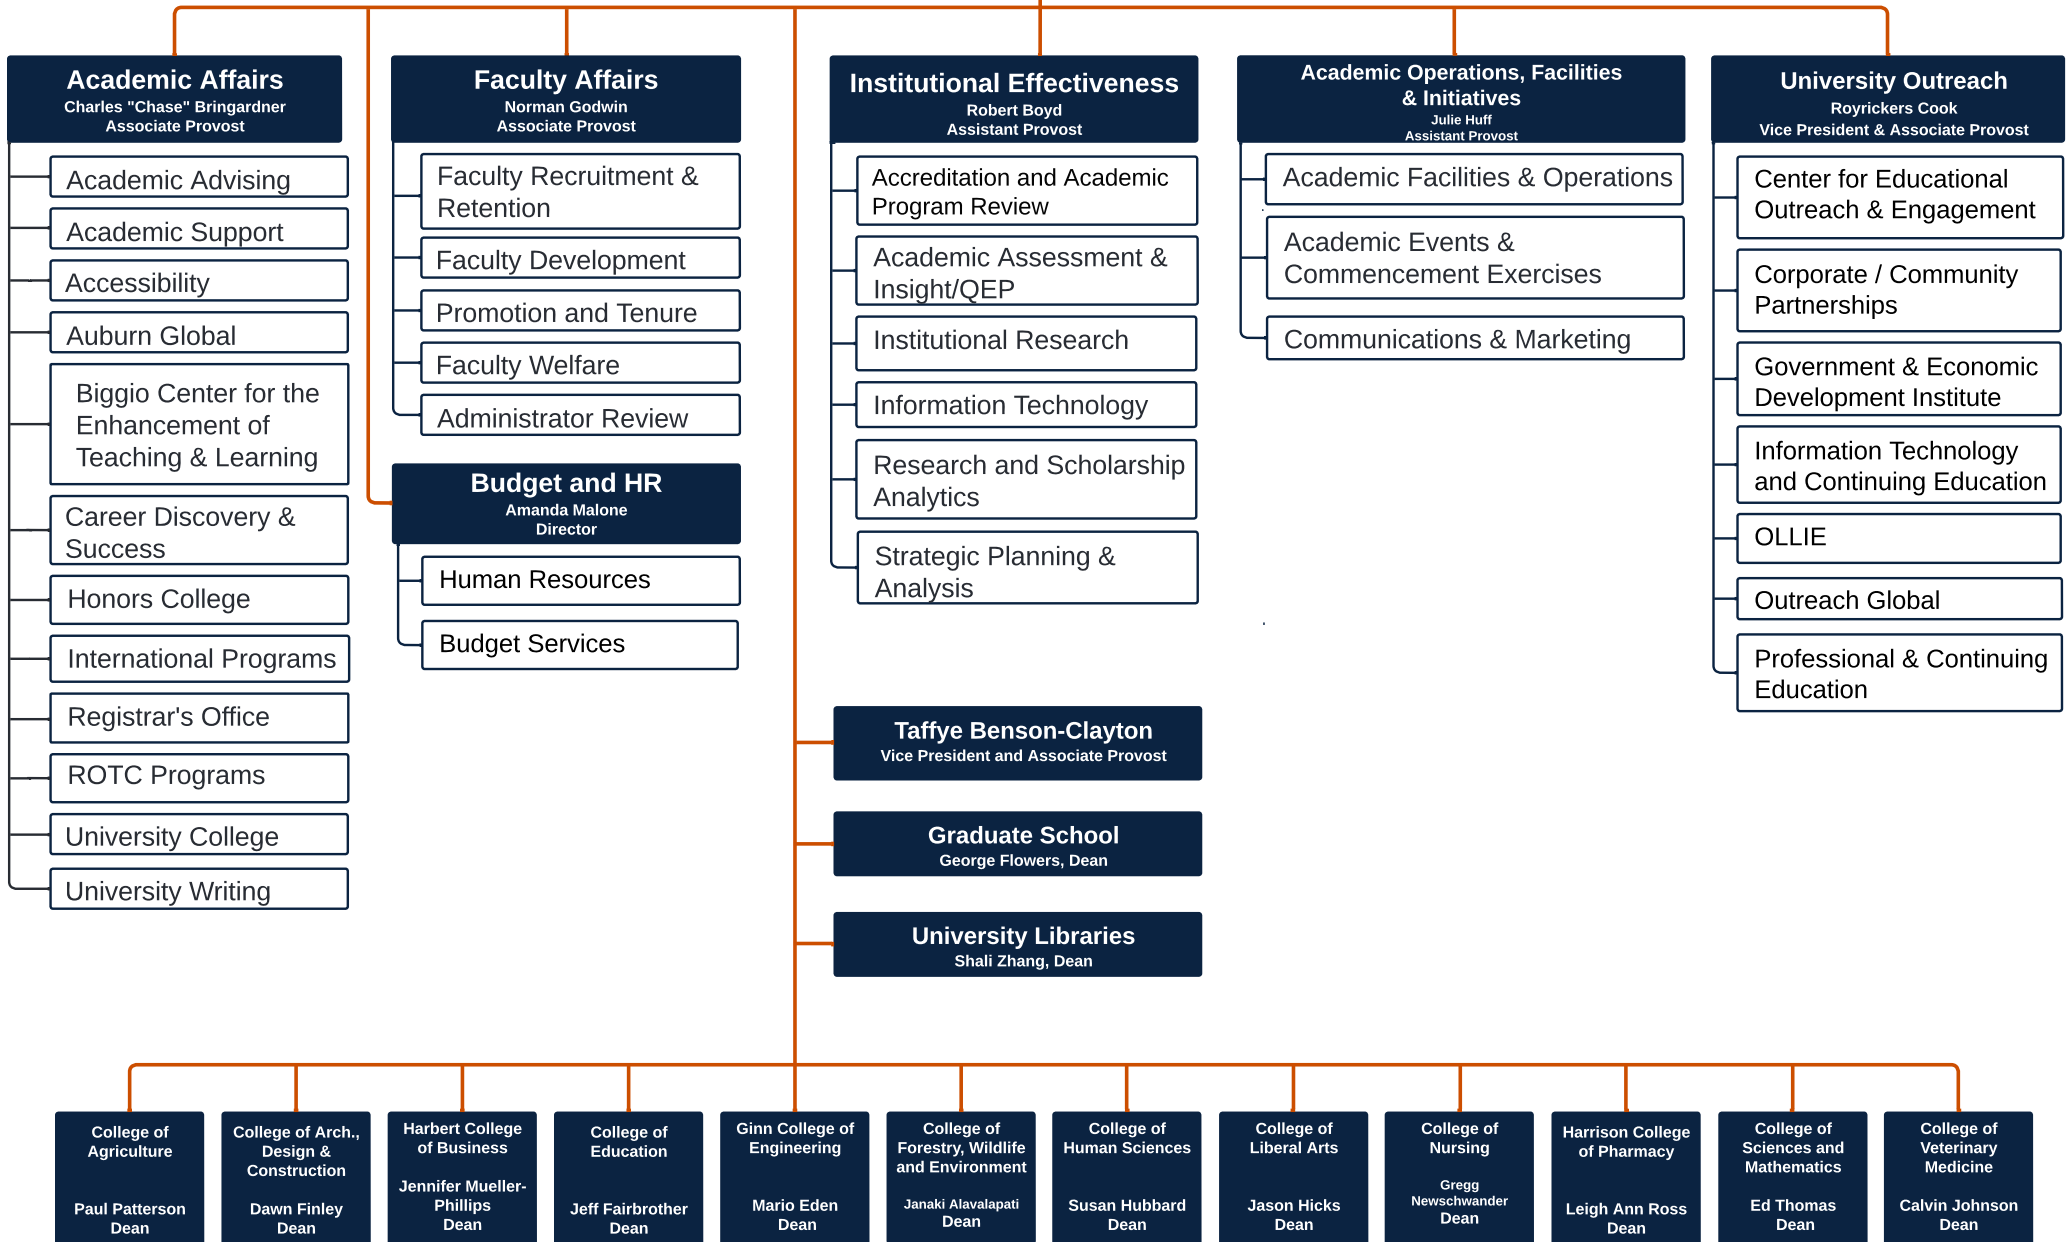 Academic Affairs
Charles "Chase" Bringardner
Associate Provost
Academic Advising
Academic Support
Accessibility
Auburn Global
Biggio Center for the
Enhancement of
Teaching & Learning
Career Discovery &
Success
Honors College
International Programs
Registrar's Office
ROTC Programs
University College
University Writing
Faculty Affairs
Norman Godwin
Associate Provost
Faculty Recruitment &
Retention
Faculty Development
Promotion and Tenure
Faculty Welfare
Administrator Review
Budget and HR
Amanda Malone
Director
Human Resources
Budget Services
Institutional Effectiveness
Robert Boyd
Assistant Provost
Accreditation and Academic
Program Review
Academic Assessment &
Insight/QEP
Institutional Research
Information Technology
Research and Scholarship
Analytics
Strategic Planning &
Analysis
Academic Operations, Facilities
& Initiatives
Julie Huff
Assistant Provost
Academic Facilities & Operations
Academic Events &
Commencement Exercises
Communications & Marketing
University Outreach
Royrickers Cook
Vice President & Associate Provost
Center for Educational
Outreach & Engagement
Corporate / Community
Partnerships
Government & Economic
Development Institute
Information Technology
and Continuing Education
OLLIE
Outreach Global
Professional & Continuing
Education
Taffye Benson-Clayton
Vice President and Associate Provost
Graduate School
George Flowers, Dean
University Libraries
Shali Zhang, Dean
College of
Agriculture
Paul Patterson
Dean
College of Arch.,
Design &
Construction
Dawn Finley
Dean
Harbert College
of Business
Jennifer Mueller-
Phillips
Dean
College of
Education
Jeff Fairbrother
Dean
Ginn College of
Engineering
Mario Eden
Dean
College of
Forestry, Wildlife
and Environment
Janaki Alavalapati
Dean
College of
Human Sciences
Susan Hubbard
Dean
College of
Liberal Arts
Jason Hicks
Dean
College of
Nursing
Gregg
Newschwander
Dean
Harrison College
of Pharmacy
Leigh Ann Ross
Dean
College of
Sciences and
Mathematics
Ed Thomas
Dean
College of
Veterinary
Medicine
Calvin Johnson
Dean